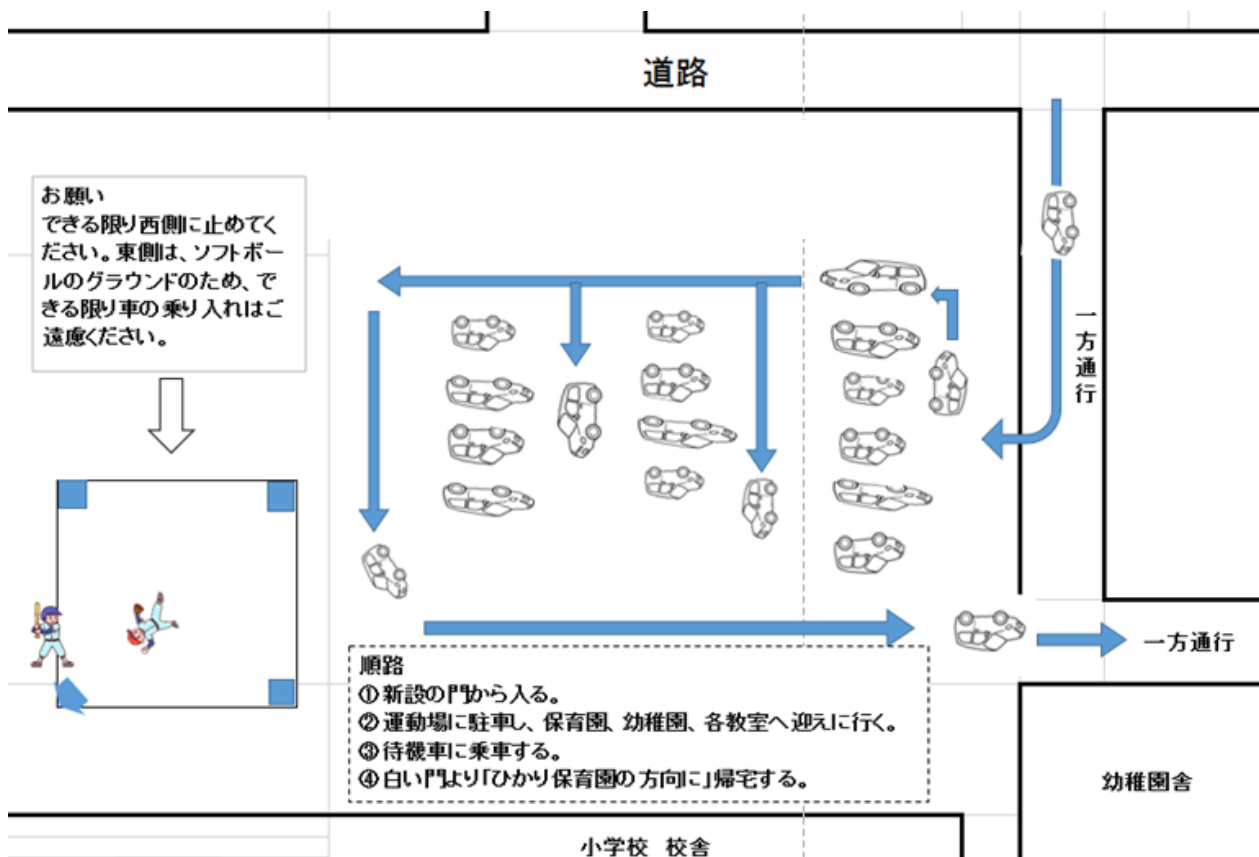 道路
お願い
できる限り西側に止めてく
ださい。東側は、ソフトボー
ルのグラウンドのため、で
きる限り車の乗り入れはご
遠慮ください。
一方通行
一方通行
順路
①新設の門から入る。
②運動場に駐車し、保育園、幼稚園、各教室へ迎えに行く。
③待機車に乗車する。
④白い門より「ひかり保育園の方向に」帰宅する。
幼稚園舎
小学校 校舎